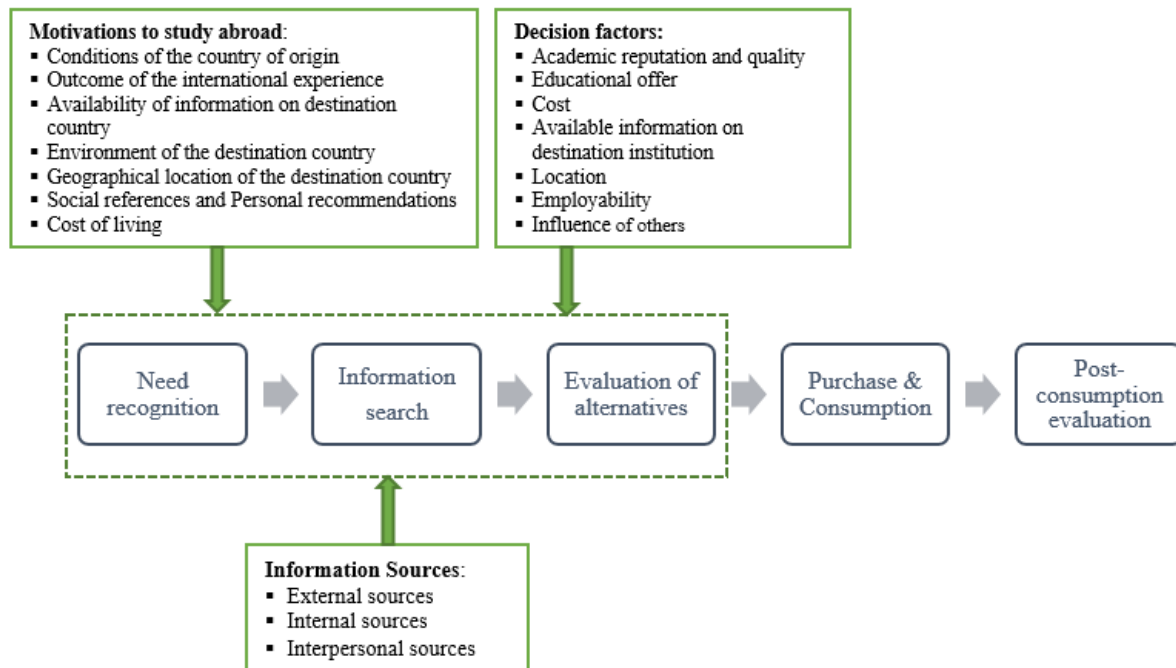 Motivations to study abroad:
▪ Conditions of the country of origin
▪ Outcome of the international experience
▪ Availability of information on destination
country
▪ Environment of the destination country
▪ Geographical location of the destination country
▪ Social references and Personal recommendations
▪ Cost of living
Decision factors:
▪ Academic reputation and quality
▪ Educational offer
▪ Cost
▪ Available information on
destination institution
▪ Location
▪ Employability
▪ Influence of others
Need
recognition
Information
search
Evaluation of
alternatives
Purchase &
Consumption
Post-
consumption
evaluation
Information Sources:
▪ External sources
▪ Internal sources
▪ Interpersonal sources